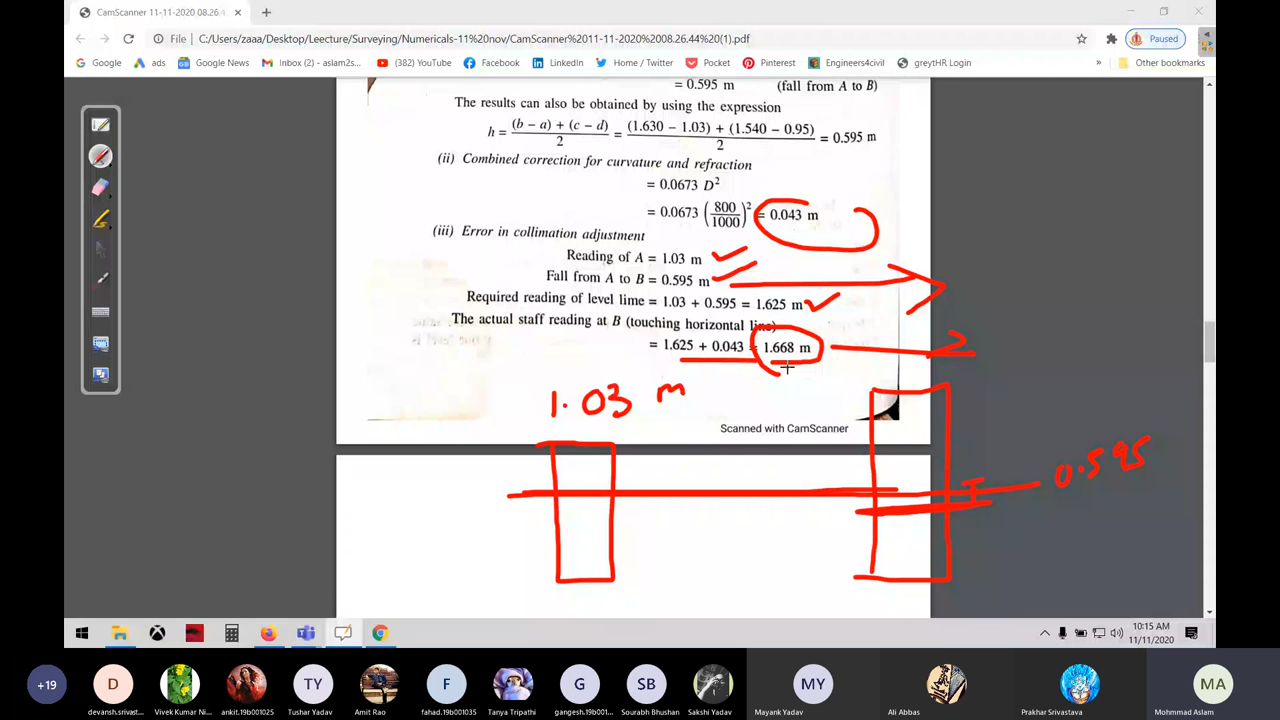 CamScanner 11-11-2020 08.26.4
File
C:/Users/zaaa/Desktop/Leecture/Surveying/Numericals-11%20nov/CamScanner%2011-11-2020%2008.26.44%20(1).pdf
Paused
Google ads Google News Inbox (2) - aslam2s... (382) YouTube Facebook LinkedIn Home / Twitter Pocket Pinterest Engineers4civil greytHR Login » Other bookmarks
= 0.595 m (fall from A to B)
The results can also be obtained by using the expression
h = (b − a) + (c − d) / 2 = (1.630 − 1.03) + (1.540 − 0.95) / 2 = 0.595 m
(ii) Combined correction for curvature and refraction
= 0.0673 D²
= 0.0673 (800/1000)² = 0.043 m
(iii) Error in collimation adjustment
Reading of A = 1.03 m
Fall from A to B = 0.595 m
Required reading of level lime = 1.03 + 0.595 = 1.625 m
The actual staff reading at B (touching horizontal line)
= 1.625 + 0.043 = 1.668 m
1.03 m
Scanned with CamScanner
0.595
10:15 AM
11/11/2020
+19 D TY F G SB MY MA
devansh.srivast... Vivek Kumar Ni... ankit.19b001025 Tushar Yadav Amit Rao fahad.19b001035 Tanya Tripathi gangesh.19b001... Sourabh Bhushan Sakshi Yadav Mayank Yadav Ali Abbas Prakhar Srivastava Mohmmad Aslam